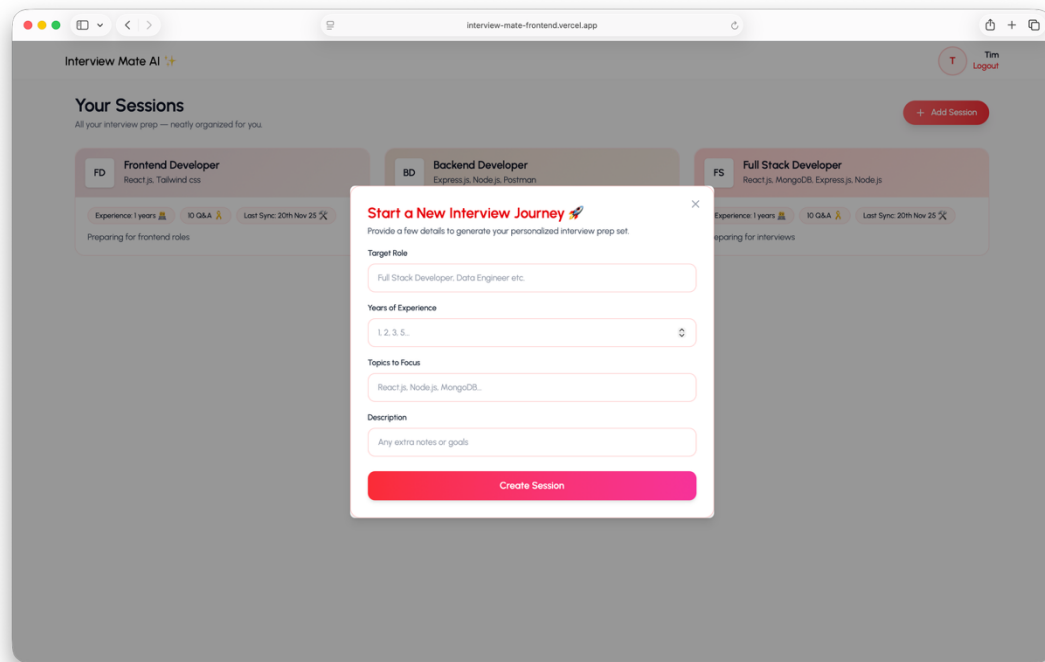 interview-mate-frontend.vercel.app
Interview Mate AI ✨
T
Tim
Logout
Your Sessions
All your interview prep — neatly organized for you.
+ Add Session
FD
Frontend Developer
React.js, Tailwind css
Experience: 1 years
10 Q&A
Last Sync: 20th Nov 25
Preparing for frontend roles
BD
Backend Developer
Express.js, Node.js, Postman
FS
Full Stack Developer
React.js, MongoDB, Express.js, Node.js
Experience: 1 years
10 Q&A
Last Sync: 20th Nov 25
eparing for interviews
Start a New Interview Journey 🚀
Provide a few details to generate your personalized interview prep set.
Target Role
Full Stack Developer, Data Engineer etc.
Years of Experience
1, 2, 3, 5…
Topics to Focus
React.js, Node.js, MongoDB…
Description
Any extra notes or goals
Create Session